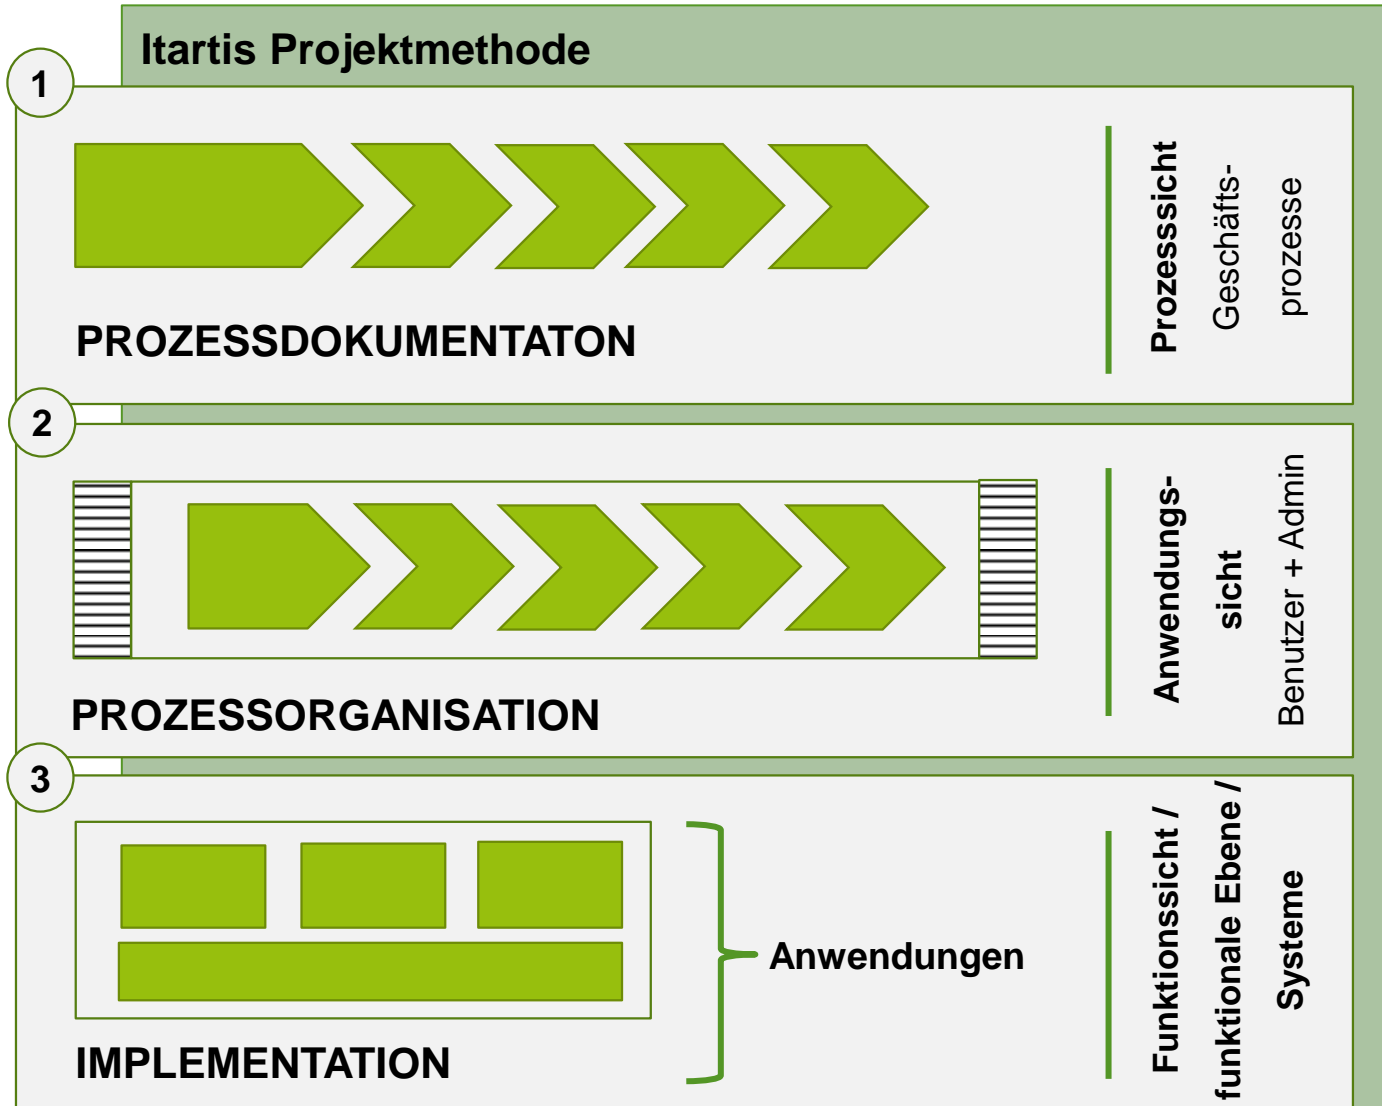 Itartis Projektmethode
1
PROZESSDOKUMENTATON
Prozesssicht
Geschäfts-
prozesse
2
PROZESSORGANISATION
Anwendungs-
sicht
Benutzer + Admin
3
Anwendungen
IMPLEMENTATION
Funktionssicht /
funktionale Ebene /
Systeme